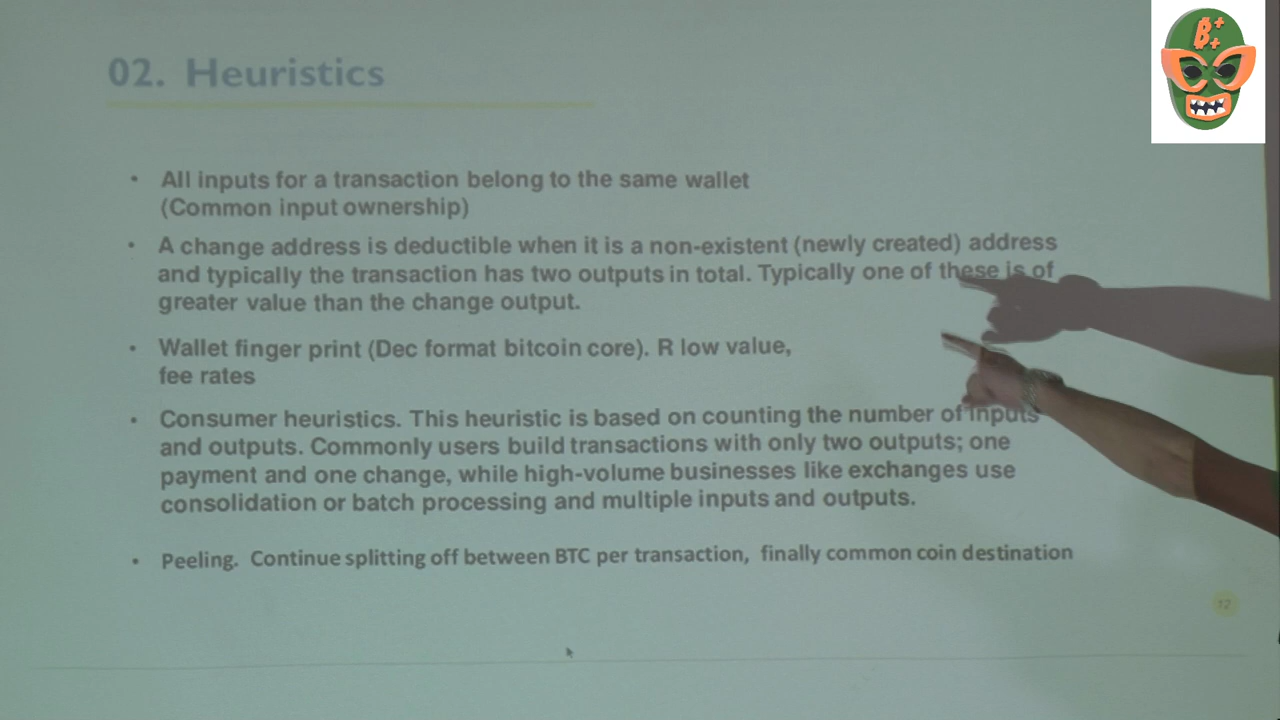 02. Heuristics
• All inputs for a transaction belong to the same wallet
(Common input ownership)
• A change address is deductible when it is a non-existent (newly created) address
and typically the transaction has two outputs in total. Typically one of these is of
greater value than the change output.
• Wallet finger print (Dec format bitcoin core). R low value,
fee rates
• Consumer heuristics. This heuristic is based on counting the number of inputs
and outputs. Commonly users build transactions with only two outputs; one
payment and one change, while high-volume businesses like exchanges use
consolidation or batch processing and multiple inputs and outputs.
• Peeling. Continue splitting off between BTC per transaction, finally common coin destination
12